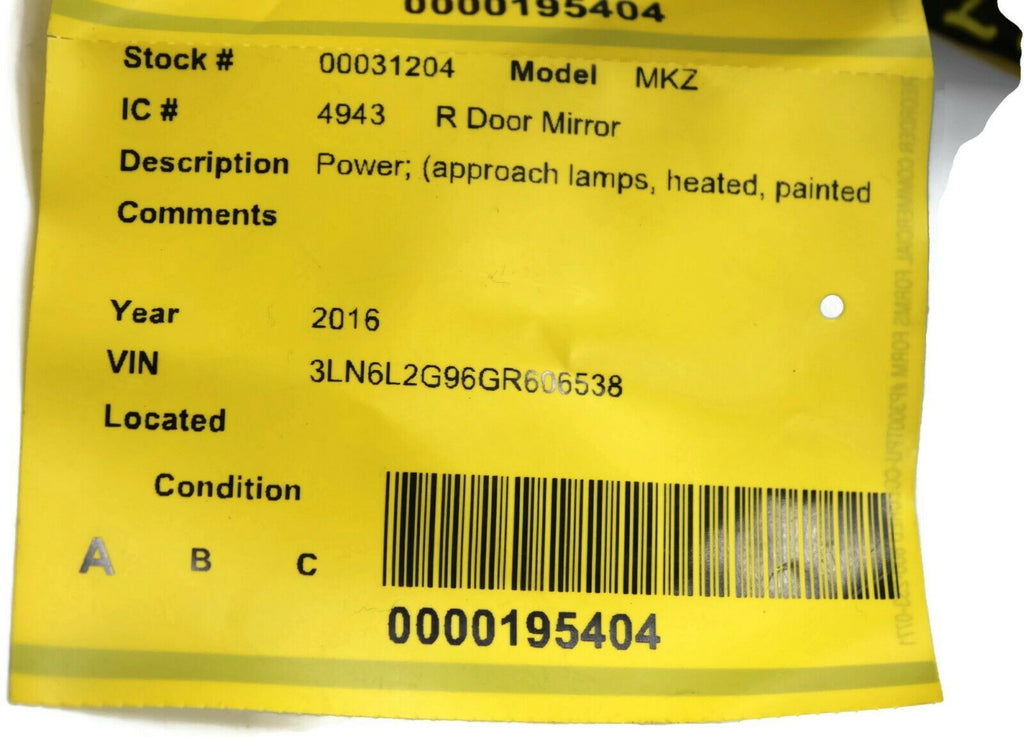 0000195404
Stock # 00031204 Model MKZ
IC # 4943 R Door Mirror
Description Power; (approach lamps, heated, painted
Comments
Year 2016
VIN 3LN6L2G96GR606538
Located
Condition
A B C
0000195404